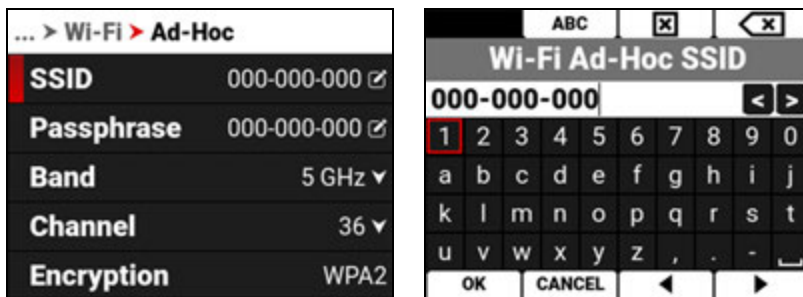 ... > Wi-Fi > Ad-Hoc
SSID 000-000-000
Passphrase 000-000-000
Band 5 GHz
Channel 36
Encryption WPA2
ABC
Wi-Fi Ad-Hoc SSID
000-000-000 < >
1 2 3 4 5 6 7 8 9 0
a b c d e f g h i j
k l m n o p q r s t
u v w x y z , . - ⎵
OK CANCEL ◀ ▶